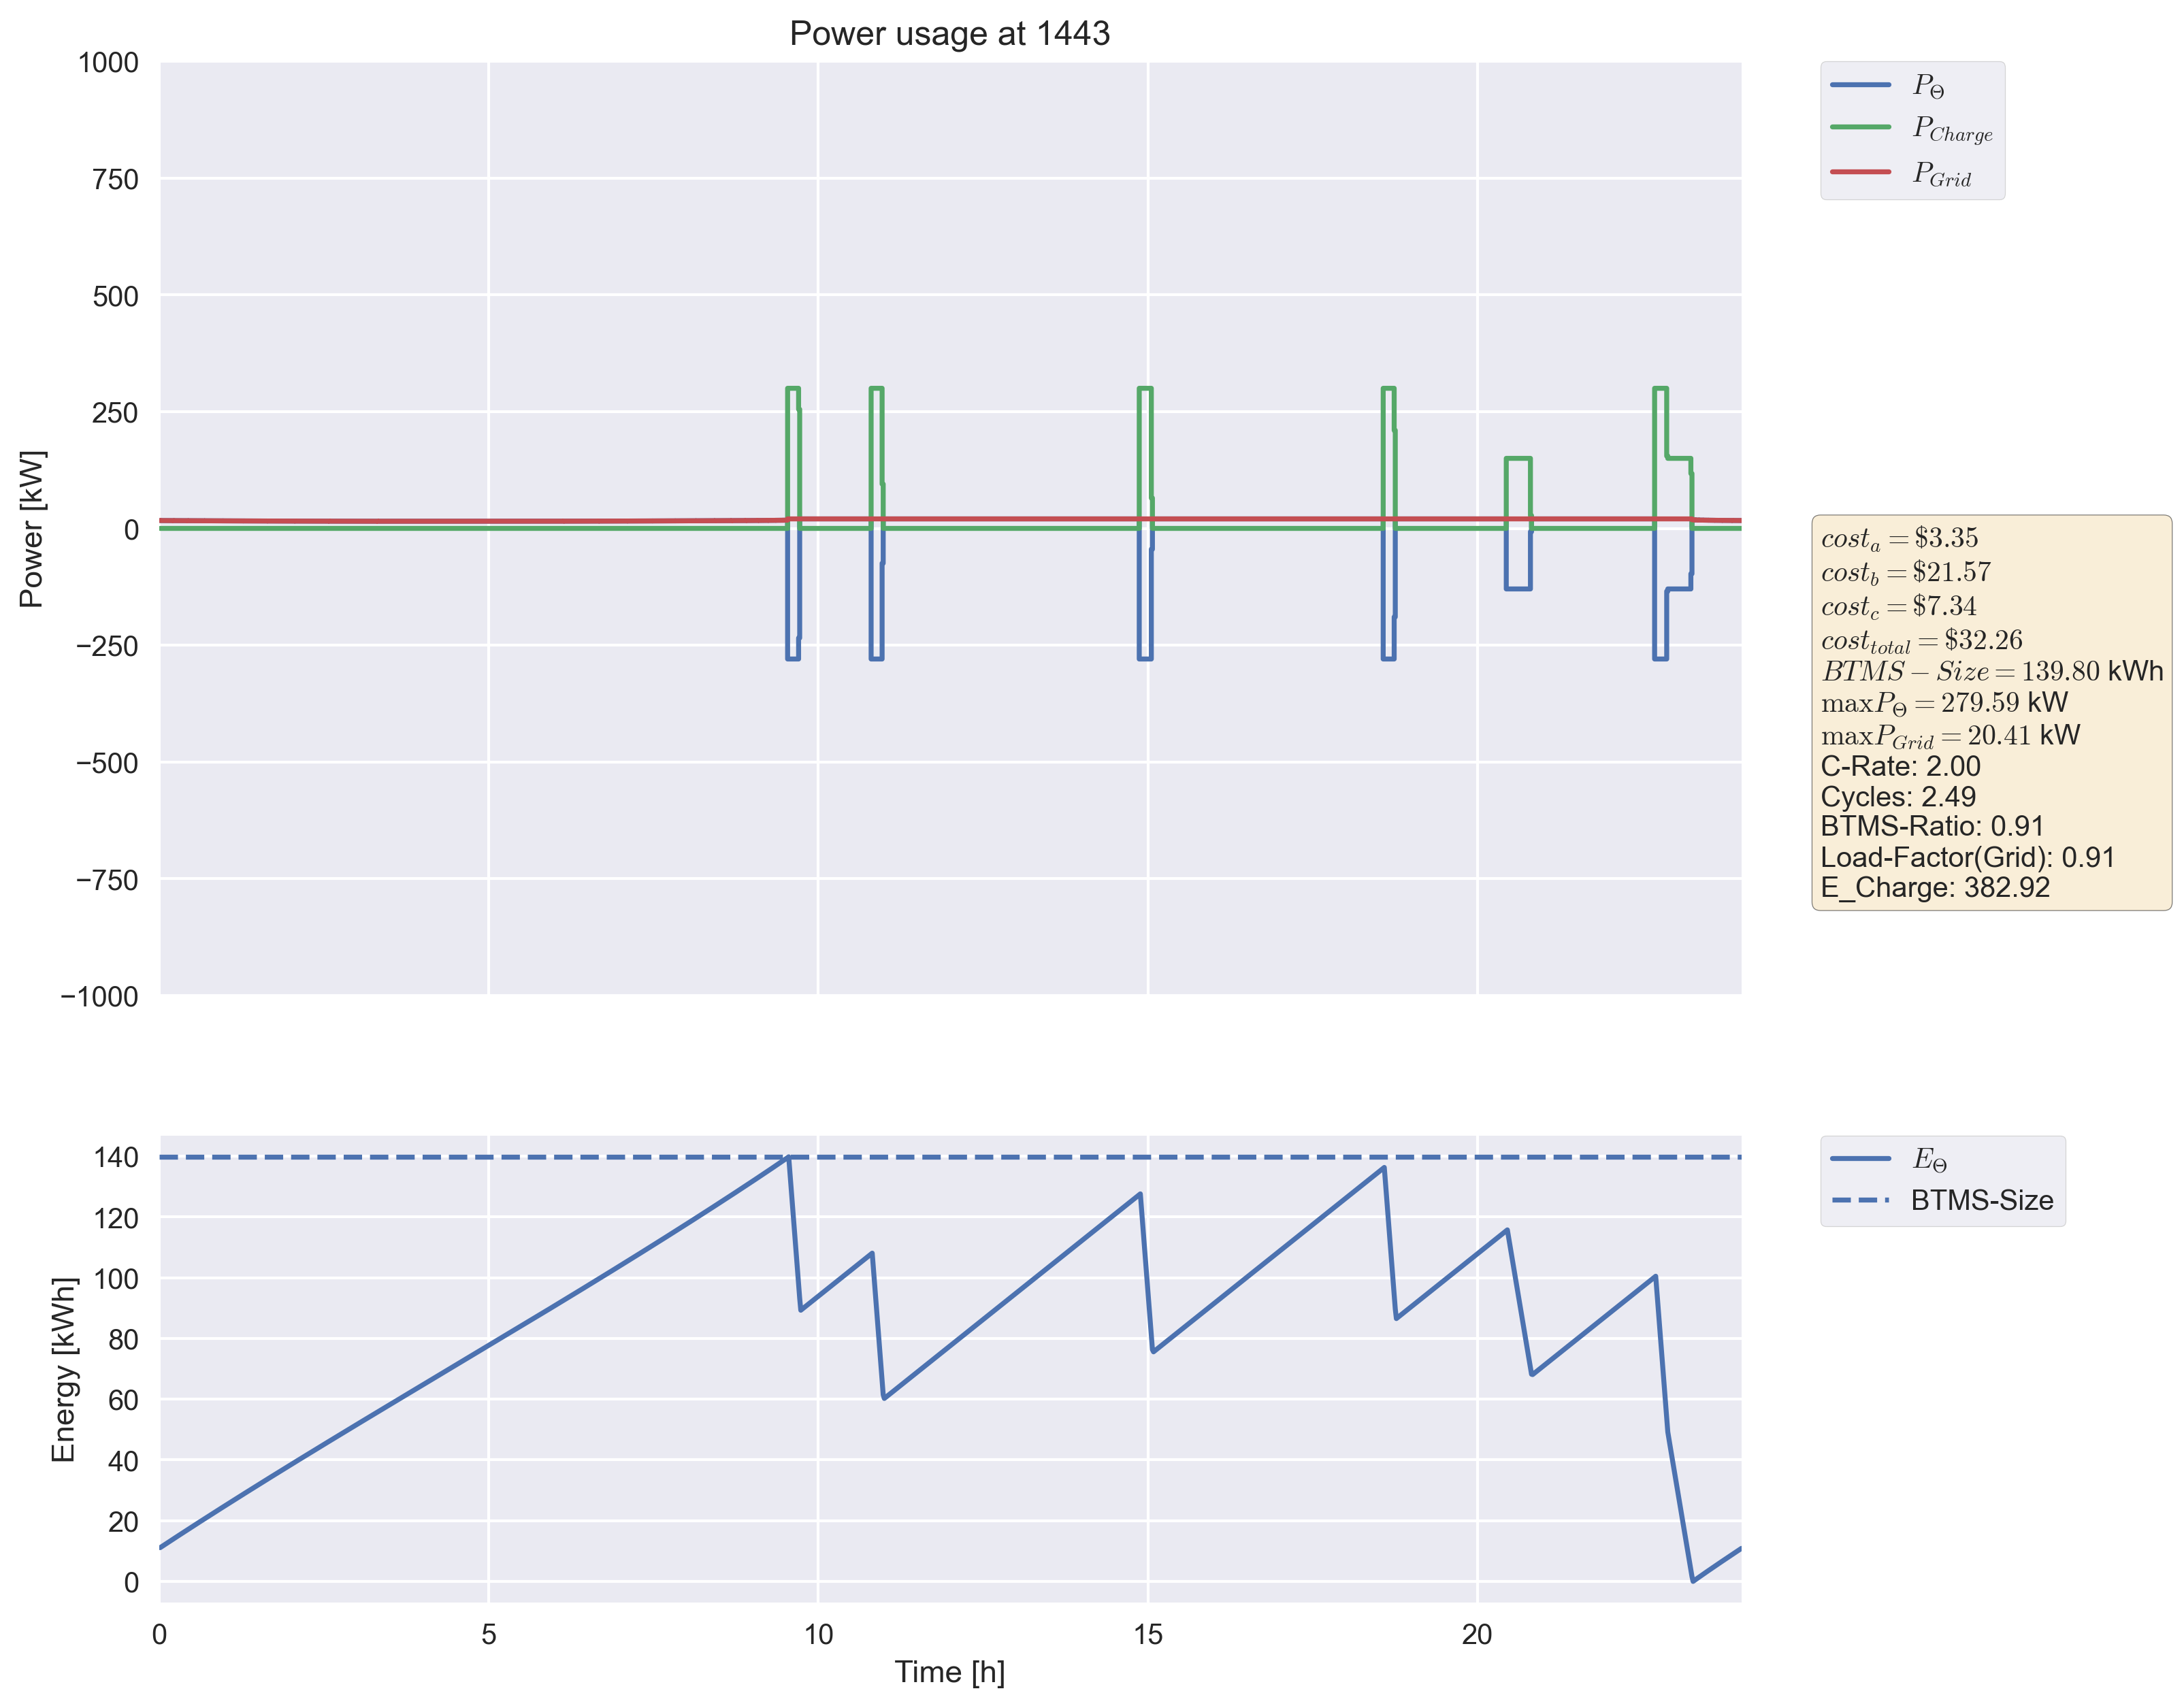 Power usage at 1443
1000
750
500
250
0
−250
−500
−750
−1000
Power [kW]
P_Θ
P_Charge
P_Grid
cost_a = $3.35
cost_b = $21.57
cost_c = $7.34
cost_total = $32.26
BTMS − Size = 139.80 kWh
maxP_Θ = 279.59 kW
maxP_Grid = 20.41 kW
C-Rate: 2.00
Cycles: 2.49
BTMS-Ratio: 0.91
Load-Factor(Grid): 0.91
E_Charge: 382.92
140
120
100
80
60
40
20
0
Energy [kWh]
E_Θ
BTMS-Size
0 5 10 15 20
Time [h]